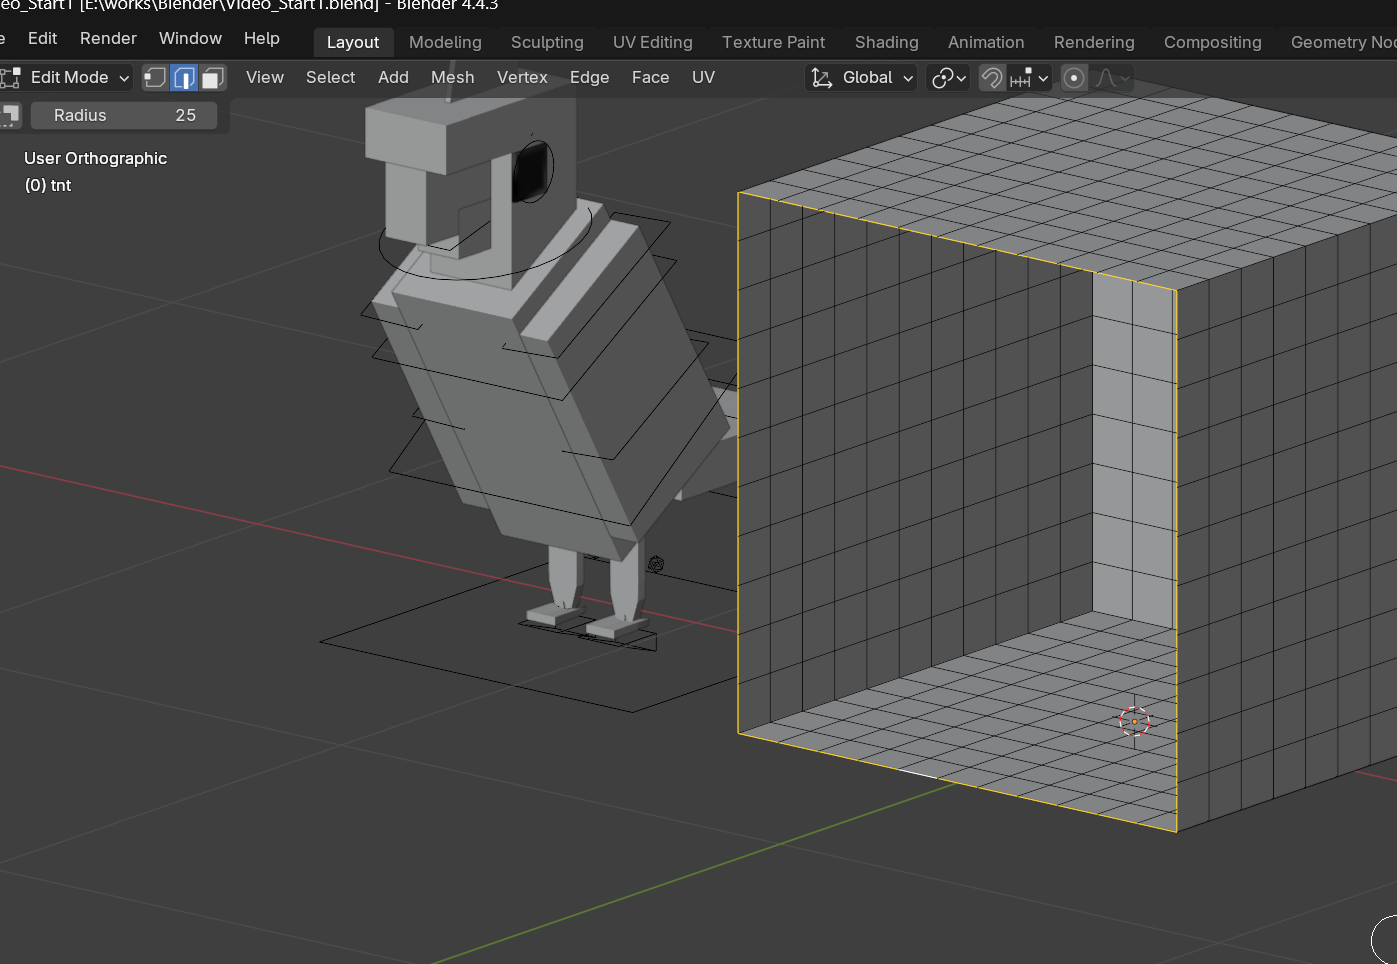 eo_Start1 [E:\works\Blender\Video_Start1.blend] - Blender 4.4.3
e Edit Render Window Help Layout Modeling Sculpting UV Editing Texture Paint Shading Animation Rendering Compositing Geometry Noc
Edit Mode View Select Add Mesh Vertex Edge Face UV Global
Radius 25
User Orthographic
(0) tnt